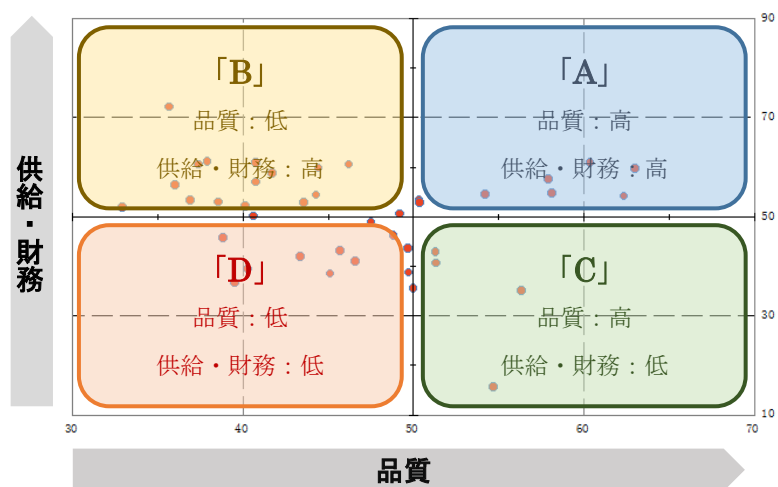 90
「B」
「A」
品質：低
品質：高
70
供給・財務：高
供給・財務：高
供給・財務
50
「D」
「C」
品質：低
品質：高
30
供給・財務：低
供給・財務：低
10
30
40
50
60
70
品質